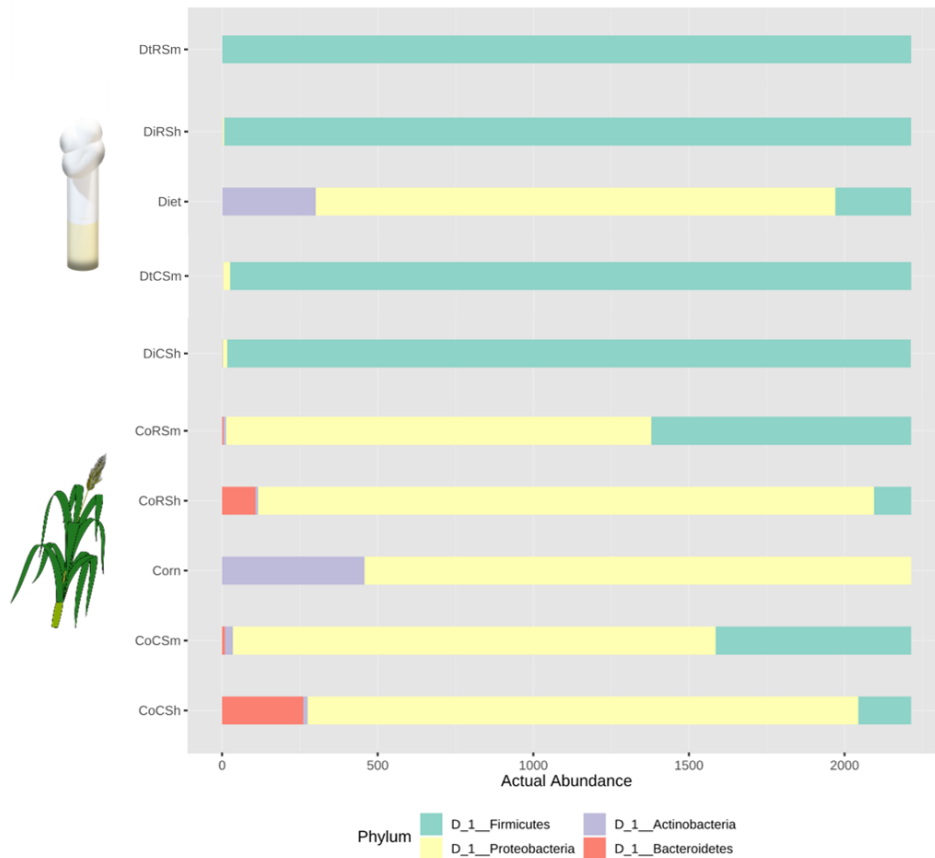 DtRSm
DiRSh
Diet
DtCSm
DiCSh
CoRSm
CoRSh
Corn
CoCSm
CoCSh
0 500 1000 1500 2000
Actual Abundance
Phylum
D_1__Firmicutes D_1__Actinobacteria
D_1__Proteobacteria D_1__Bacteroidetes